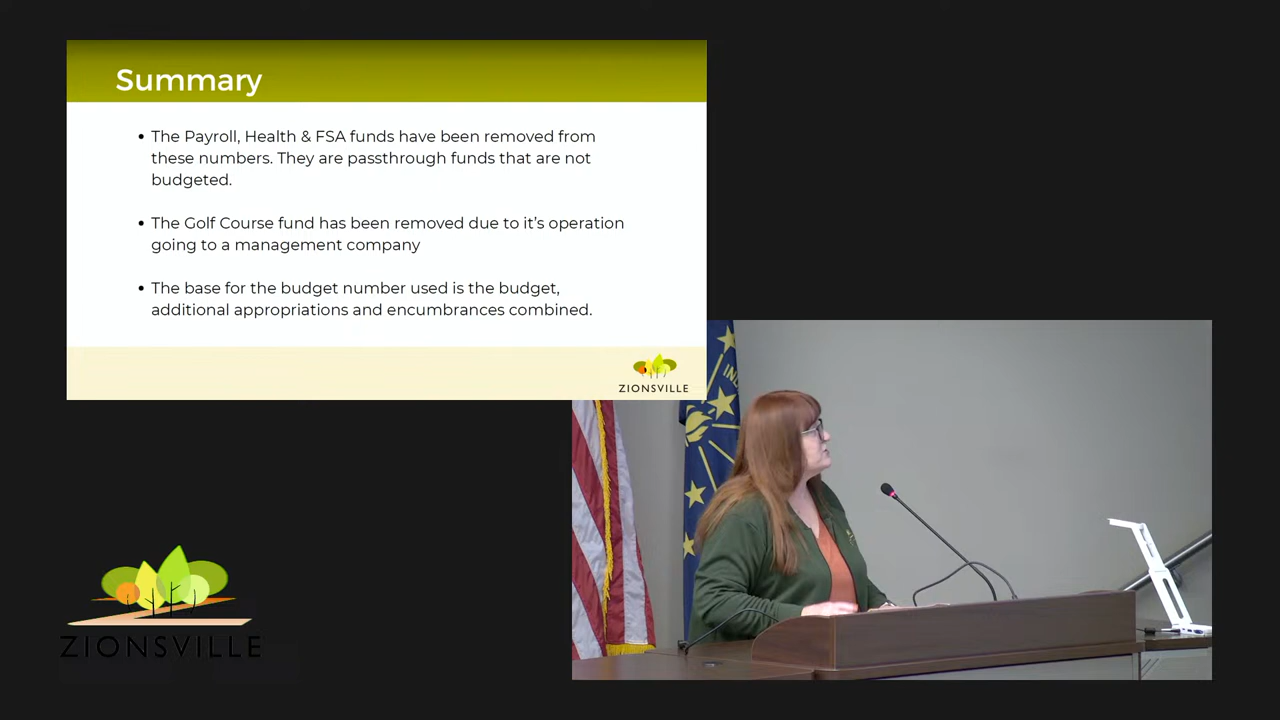 Summary
• The Payroll, Health & FSA funds have been removed from
these numbers. They are passthrough funds that are not
budgeted.
• The Golf Course fund has been removed due to it's operation
going to a management company
• The base for the budget number used is the budget,
additional appropriations and encumbrances combined.
ZIONSVILLE
ZIONSVILLE